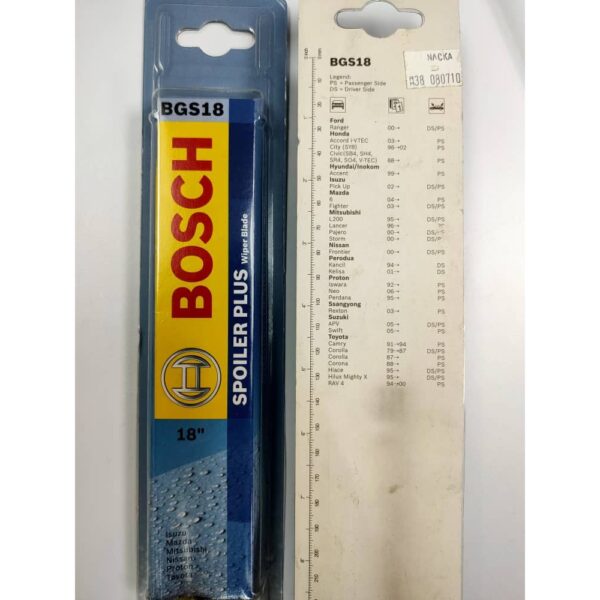 BGS18
BOSCH
SPOILER PLUS Wiper Blade
18"
Isuzu
Mazda
Mitsubishi
Nissan
Proton
Toyota
inch
mm
NACKA
080710
BGS18
Legend:
PS = Passenger Side
DS = Driver Side
Ford
Ranger 00→ DS/PS
Honda
Accord i-VTEC 03→ PS
City (SYB) 96→02 PS
Civic(SB4, SH4,
SR4, SO4, V-TEC) 88→ PS
Hyundai/Inokom
Accent 99→ PS
Isuzu
Pick Up 02→ DS/PS
Mazda
6 04→ PS
Fighter 03→ DS/PS
Mitsubishi
L200 95→ DS/PS
Lancer 96→
Pajero 00→ DS/PS
Storm 00→ DS/PS
Nissan
Frontier 00→ DS/PS
Perodua
Kancil 94→ DS
Kelisa 01→ DS
Proton
Iswara 92→ PS
Neo 06→ PS
Perdana 95→ PS
Ssangyong
Rexton 03→ PS
Suzuki
APV 05→ DS/PS
Swift 05→ PS
Toyota
Camry 91→94 PS
Corolla 79→87 DS/PS
Corolla 87→ PS
Corona 88→ PS
Hiace 95→ DS/PS
Hilux Mighty X 95→ DS/PS
RAV 4 94→00 PS